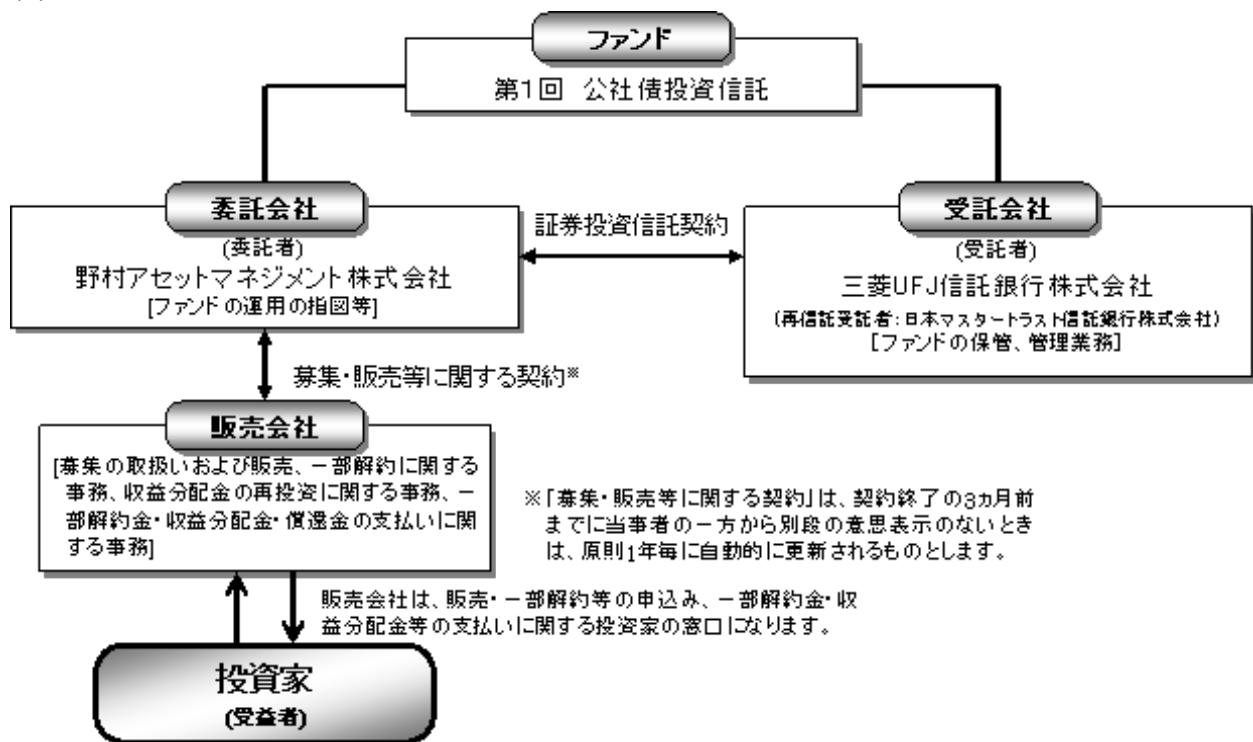 ファンド
第1回 公社債投資信託
委託会社
(委託者)
野村アセットマネジメント株式会社
[ファンドの運用の指図等]
証券投資信託契約
受託会社
(受託者)
三菱UFJ信託銀行株式会社
(再信託受託者:日本マスタートラスト信託銀行株式会社)
[ファンドの保管、管理業務]
募集・販売等に関する契約※
販売会社
[募集の取扱いおよび販売、一部解約に関する
事務、収益分配金の再投資に関する事務、一
部解約金・収益分配金・償還金の支払いに関
する事務]
※「募集・販売等に関する契約」は、契約終了の3ヵ月前
までに当事者の一方から別段の意思表示のないとき
は、原則1年毎に自動的に更新されるものとします。
販売会社は、販売・一部解約等の申込み、一部解約金・収
益分配金等の支払いに関する投資家の窓口になります。
投資家
(受益者)